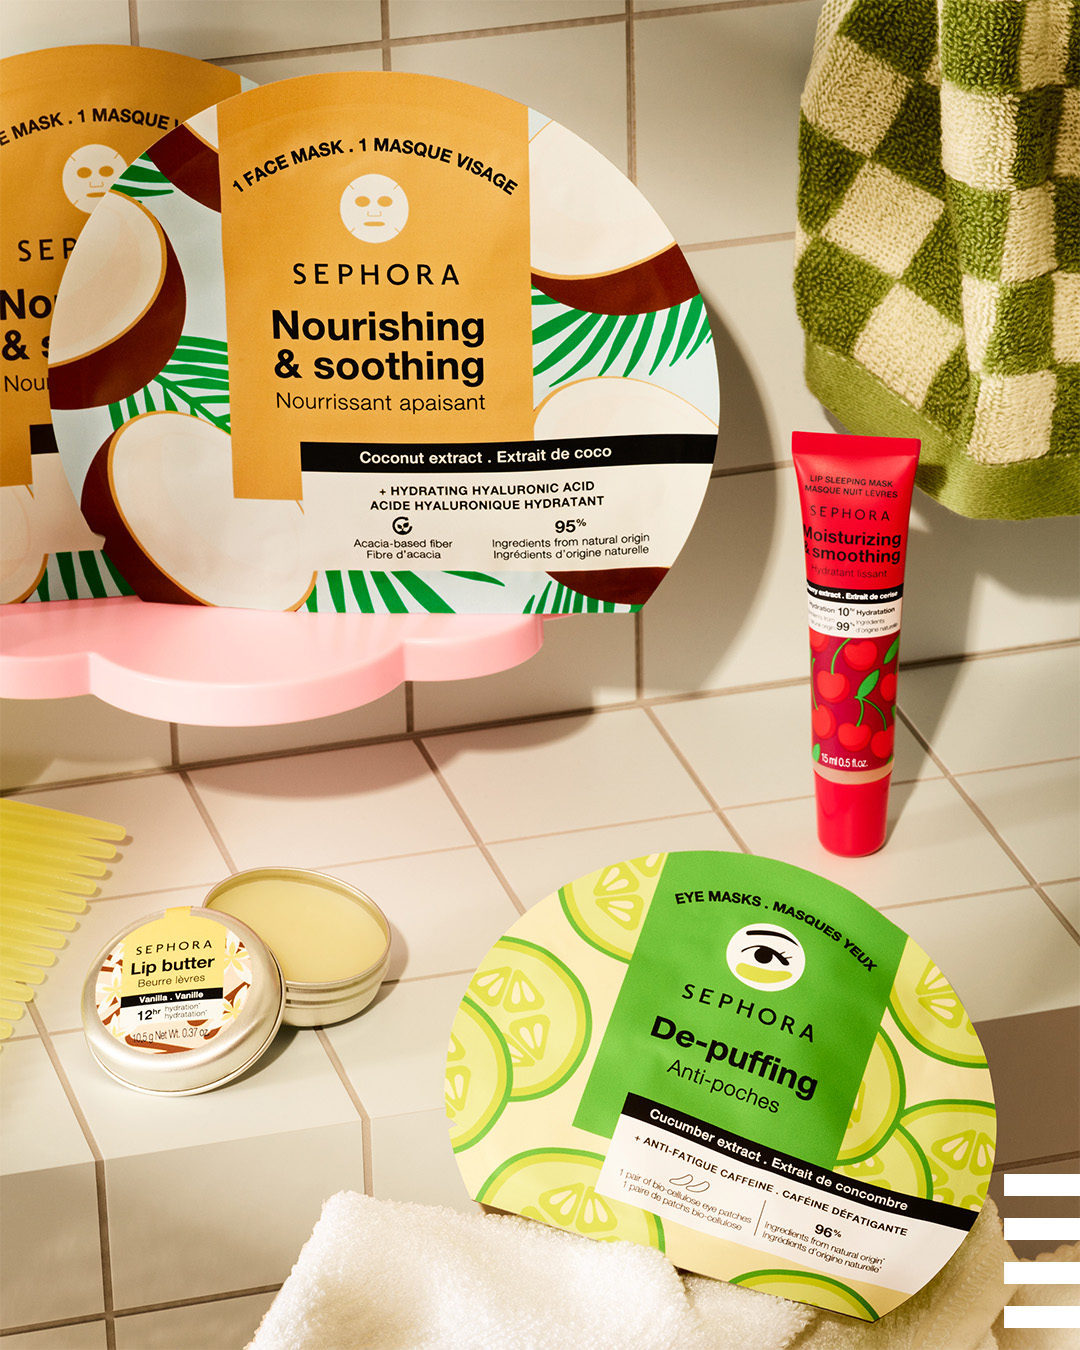 E MASK . 1 MASQUE
SEP
No
& s
Nour
1 FACE MASK . 1 MASQUE VISAGE
SEPHORA
Nourishing
& soothing
Nourrissant apaisant
Coconut extract . Extrait de coco
+ HYDRATING HYALURONIC ACID
ACIDE HYALURONIQUE HYDRATANT
Acacia-based fiber
Fibre d'acacia
95%
Ingredients from natural origin
Ingrédients d'origine naturelle
LIP SLEEPING MASK
MASQUE NUIT LÈVRES
SEPHORA
Moisturizing
& smoothing
Hydratant lissant
extract . Extrait de cerise
10hr Hydratation
99% Ingrédients
d'origine naturelle
15 ml 0.5 fl.oz.
SEPHORA
Lip butter
Beurre lèvres
Vanilla . Vanille
12hr hydration*
hydratation*
10.5 g Net Wt. 0.37 oz
EYE MASKS . MASQUES YEUX
SEPHORA
De-puffing
Anti-poches
Cucumber extract . Extrait de concombre
+ ANTI-FATIGUE CAFFEINE . CAFÉINE DÉFATIGANTE
1 pair of bio-cellulose eye patches
1 paire de patchs bio-cellulose
96%
Ingredients from natural origin*
Ingrédients d'origine naturelle*